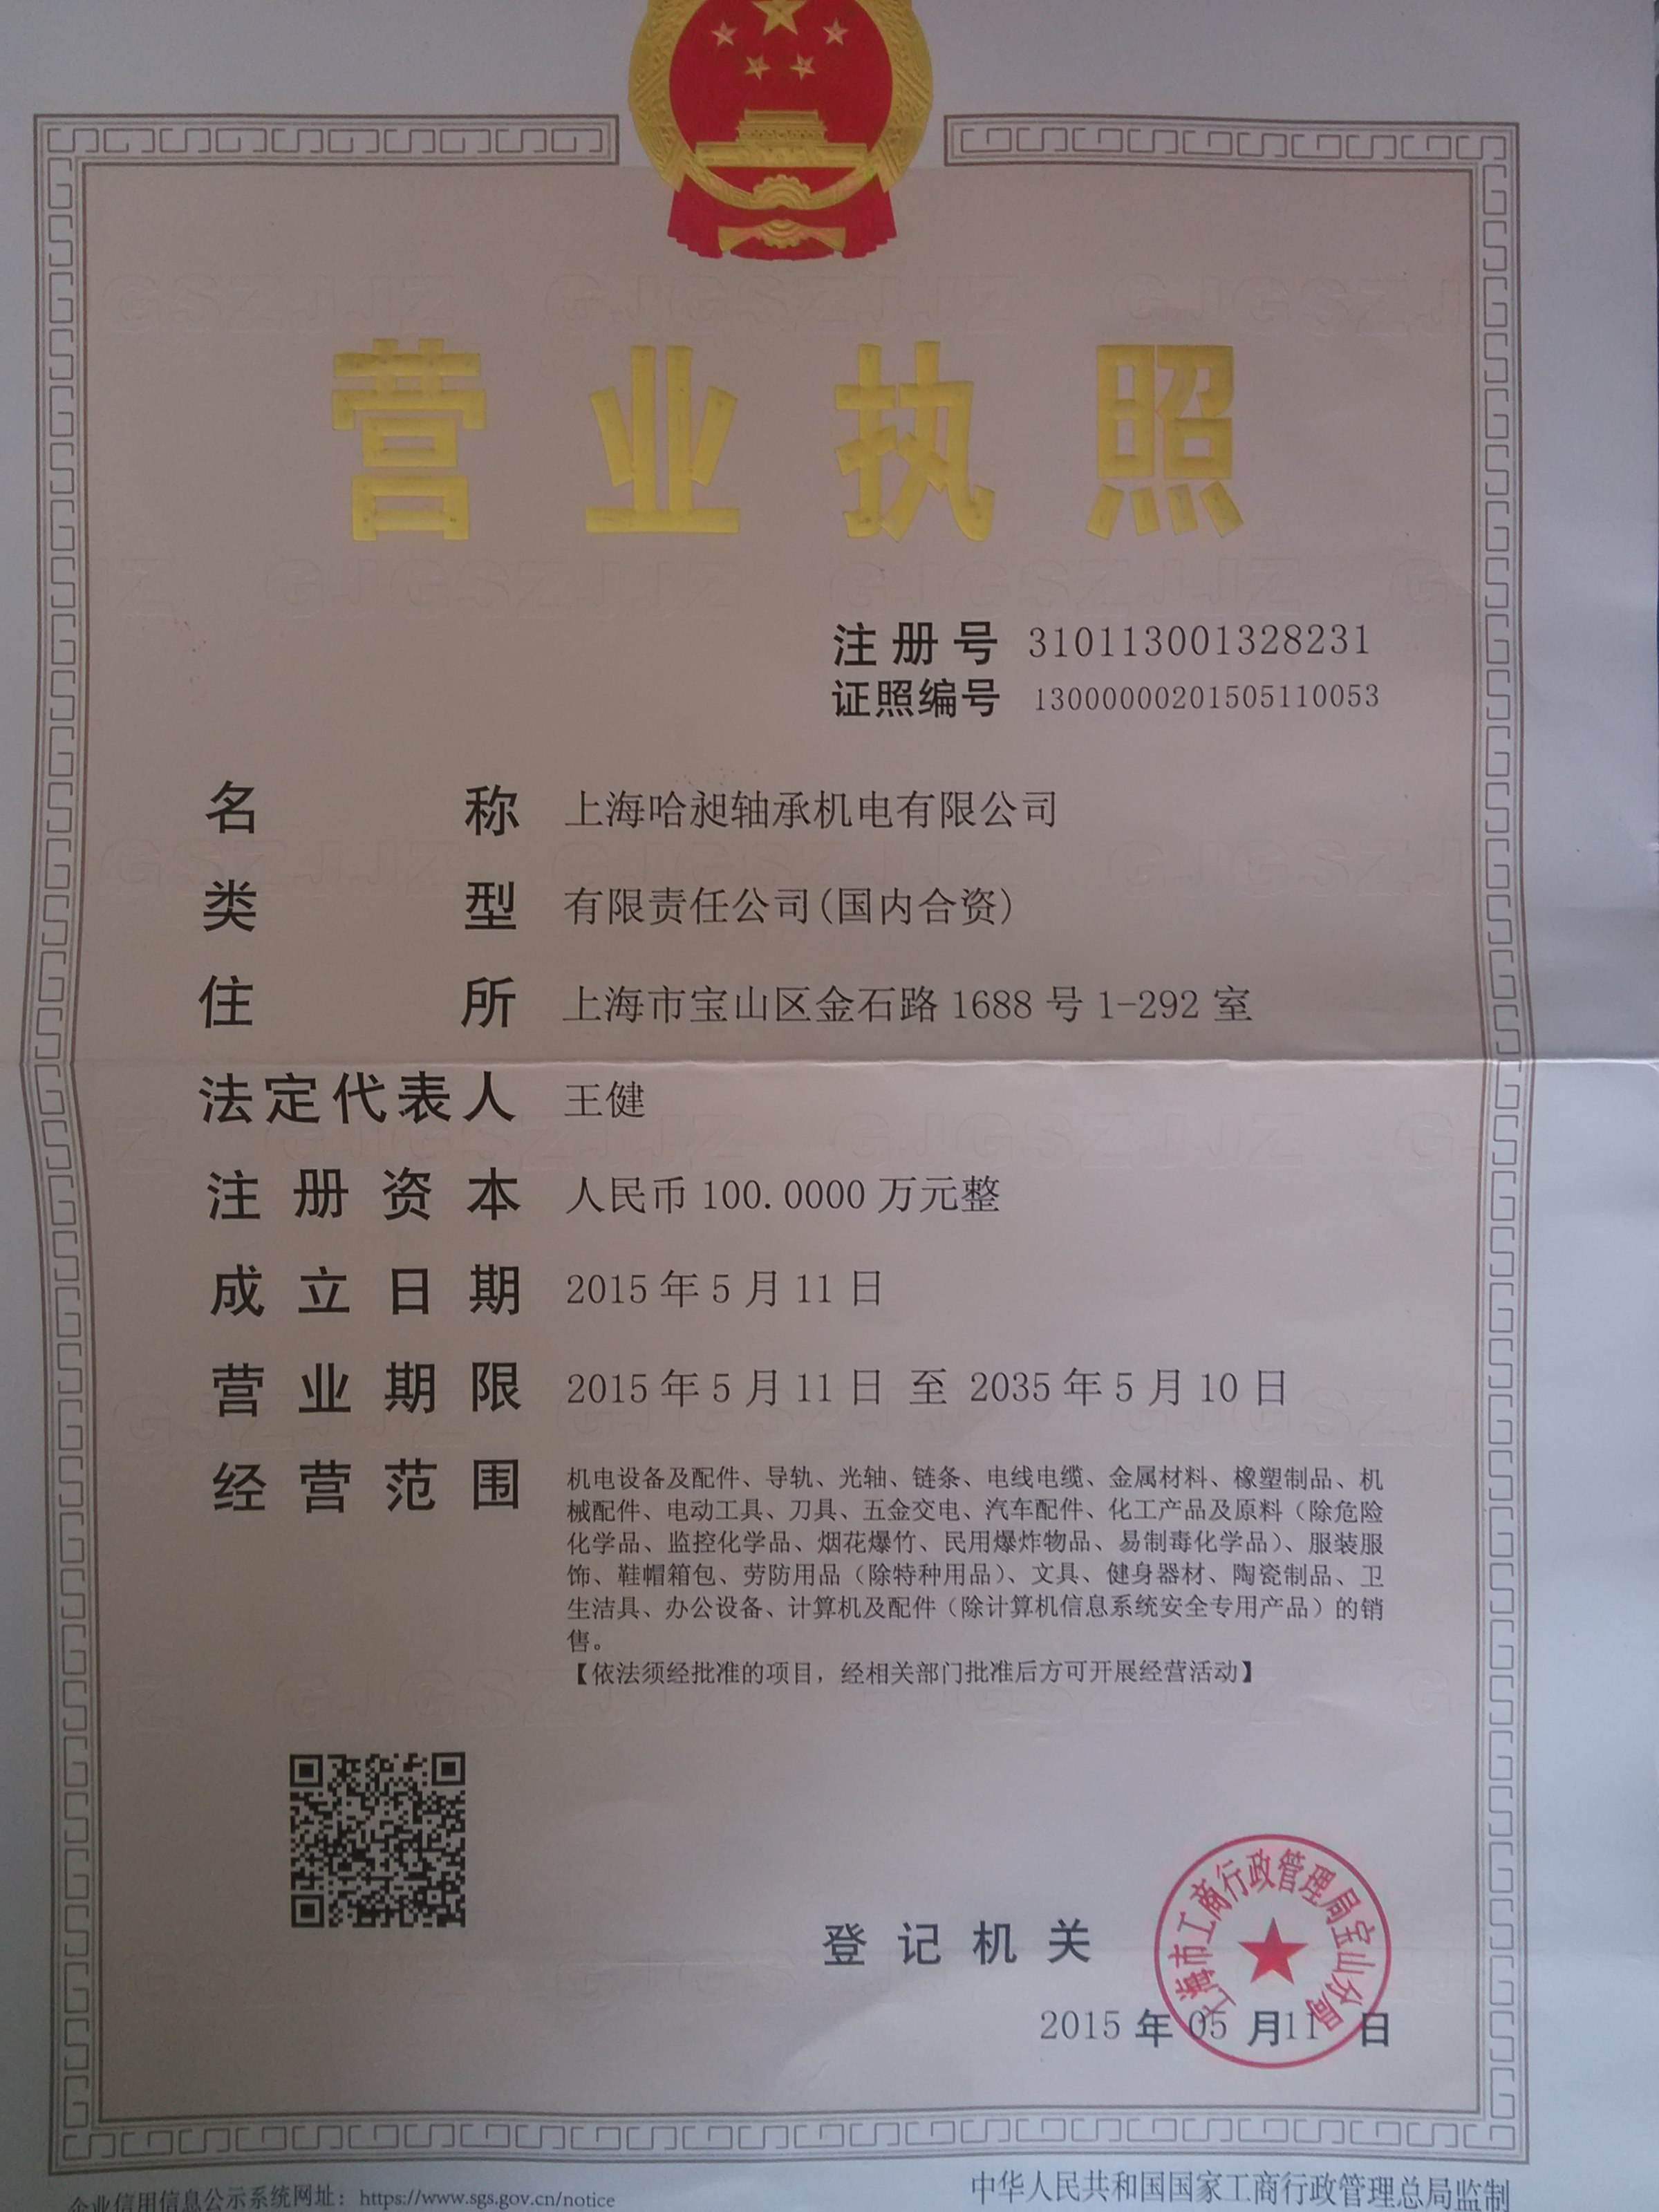 营业执照
注册号 310113001328231
证照编号 13000000201505110053
名称 上海哈昶轴承机电有限公司
类型 有限责任公司(国内合资)
住所 上海市宝山区金石路1688号1-292室
法定代表人 王健
注册资本 人民币100.0000万元整
成立日期 2015年5月11日
营业期限 2015年5月11日 至 2035年5月10日
经营范围 机电设备及配件、导轨、光轴、链条、电线电缆、金属材料、橡塑制品、机
械配件、电动工具、刀具、五金交电、汽车配件、化工产品及原料（除危险
化学品、监控化学品、烟花爆竹、民用爆炸物品、易制毒化学品）、服装服
饰、鞋帽箱包、劳防用品（除特种用品）、文具、健身器材、陶瓷制品、卫
生洁具、办公设备、计算机及配件（除计算机信息系统安全专用产品）的销
售。
【依法须经批准的项目，经相关部门批准后方可开展经营活动】
登记机关
上海市工商行政管理局宝山分局
2015年05月11日
企业信用信息公示系统网址：https://www.sgs.gov.cn/notice
中华人民共和国国家工商行政管理总局监制